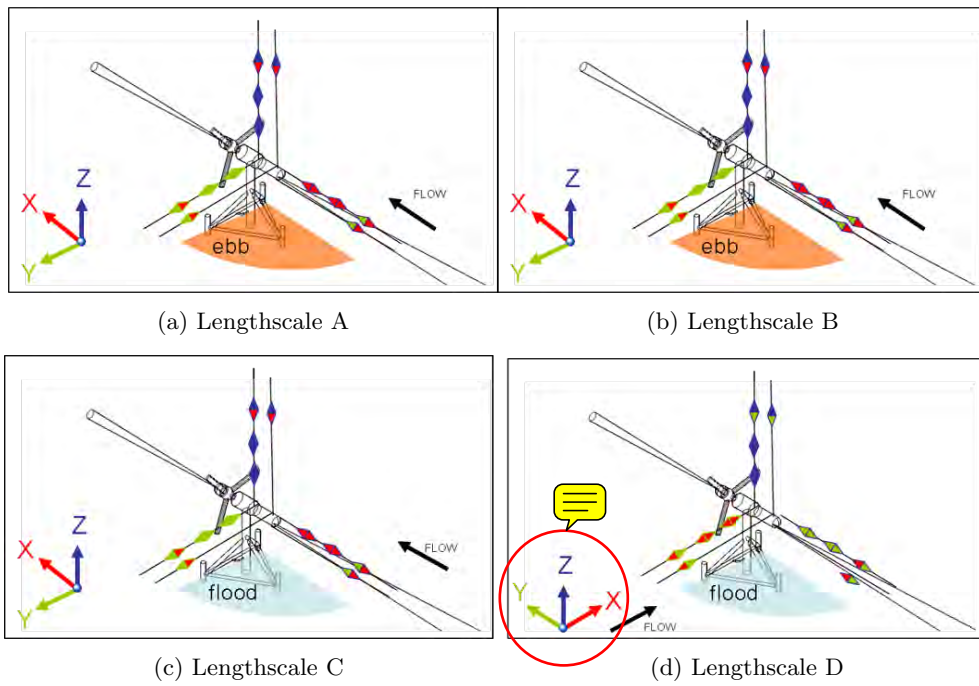 Z
X
Y
FLOW
ebb
Z
X
Y
FLOW
ebb
(a) Lengthscale A
(b) Lengthscale B
Z
X
Y
FLOW
flood
Z
Y
X
FLOW
flood
(c) Lengthscale C
(d) Lengthscale D